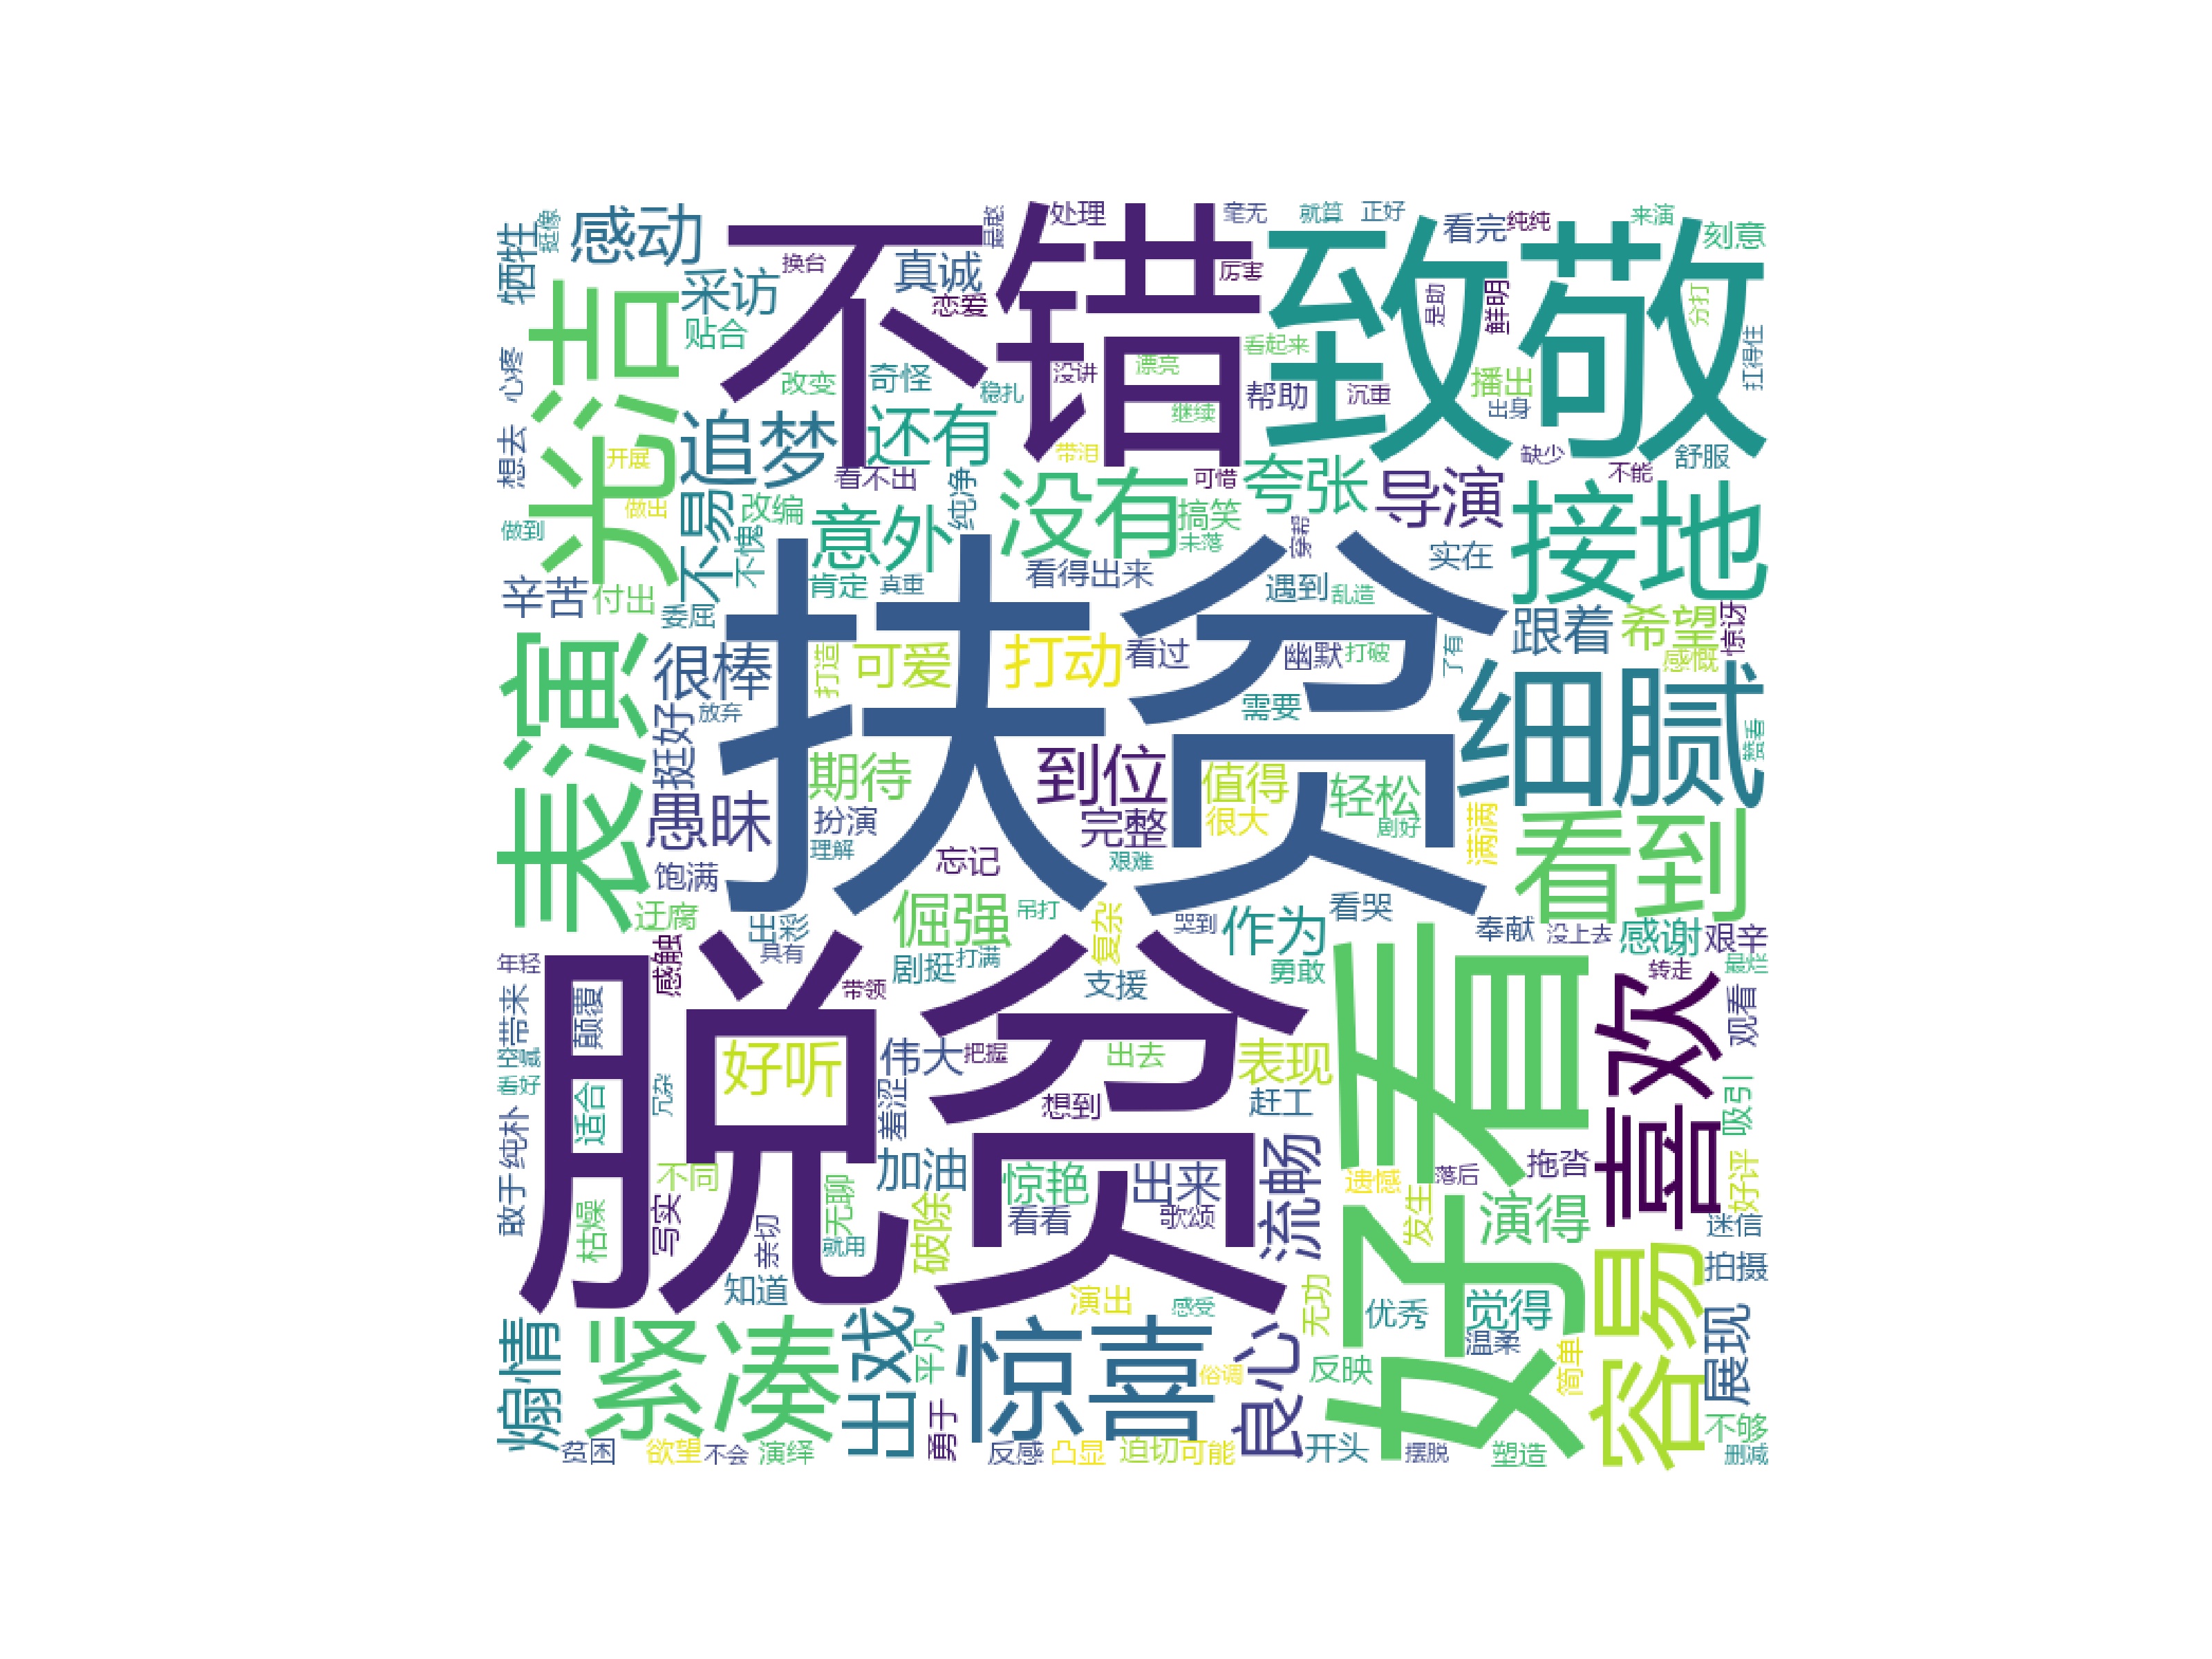 牺牲
挺像
感动
不错
最憨
处理
毫无
就算
正好
致敬
看完
纯纯
来演
刻意
采访
换台
真诚
恋爱
厉害
是助
鲜明
分打
扛得住
光洁
贴合
心疼
改变
奇怪
稳扎
没讲
漂亮
看起来
继续
帮助
沉重
播出
出身
追梦
还有
想去
开展
看不出
带泪
可惜
夸张
导演
缺少
不能
舒服
做到
做出
不易
改编
不愧
意外
纯净
没有
搞笑
未落
穿帮
实在
接地
辛苦
付出
委屈
肯定
真重
看得出来
遇到
乱造
扶贫
跟着
希望
惊讶
感慨
表演
很棒
打造
可爱
打动
看过
幽默
打破
了有
挺好
放弃
需要
细腻
赞看
期待
到位
值得
轻松
愚昧
扮演
理解
完整
很大
剧好
满满
看到
饱满
忘记
艰难
迂腐
出彩
倔强
吊打
复杂
哭到
作为
看哭
奉献
没上去
感谢
艰辛
年轻
感触
具有
剧挺
打满
支援
勇敢
转走
最烂
带来
颠覆
脱贫
带领
好看
喜欢
观看
空喊
看好
好听
伟大
把握
出去
表现
适合
冗杂
羞涩
想到
赶工
吸引
敢于
纯朴
不同
加油
惊艳
出来
流畅
遗憾
落后
拖沓
好评
枯燥
写实
亲切
无聊
就用
破除
看看
歌颂
发生
演得
迷信
知道
演出
感受
无功
优秀
觉得
温柔
容易
拍摄
煽情
紧凑
出戏
平凡
惊喜
俗调
良心
反映
简单
展现
贫困
欲望
不会
演绎
勇于
反感
凸显
迫切
可能
开头
摆脱
塑造
不够
删减